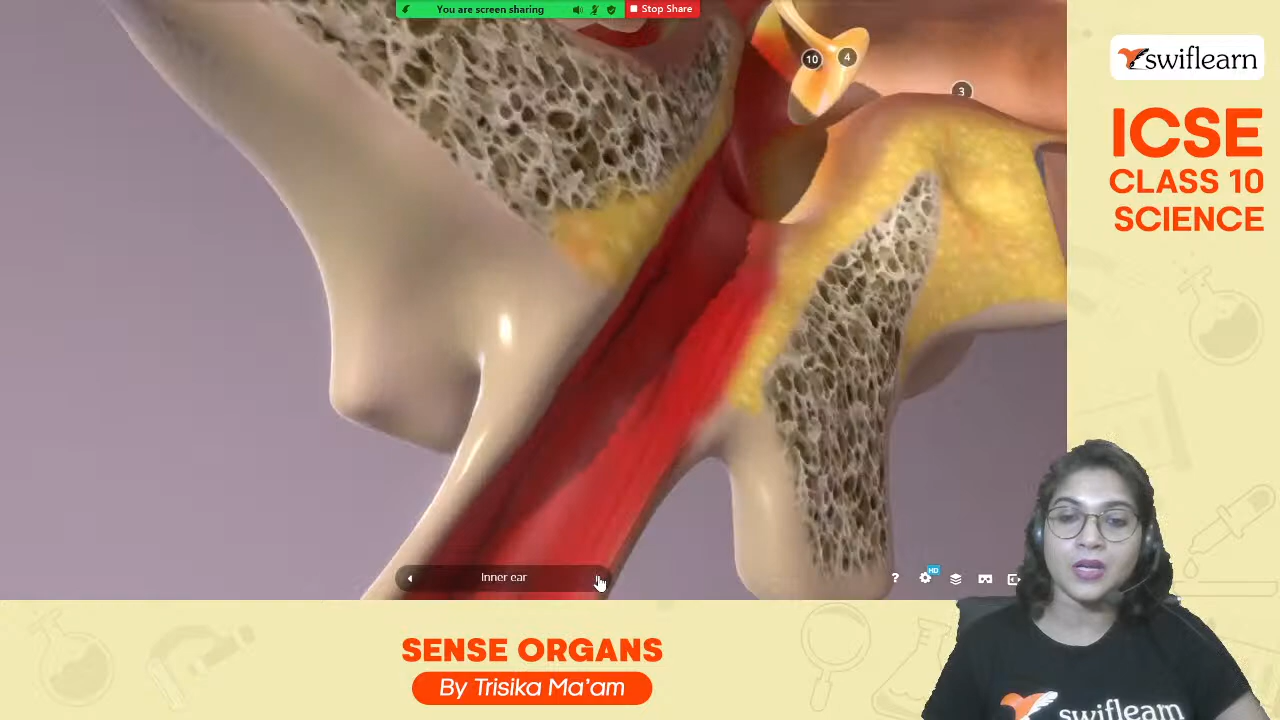 You are screen sharing
Stop Share
swiflearn
ICSE
CLASS 10
SCIENCE
10
4
3
Inner ear
?
HD
SENSE ORGANS
By Trisika Ma'am
swiflearn